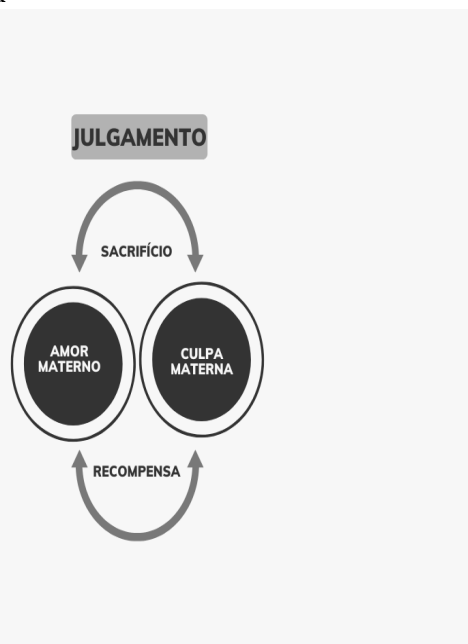 JULGAMENTO
SACRIFÍCIO
AMOR
MATERNO
CULPA
MATERNA
RECOMPENSA